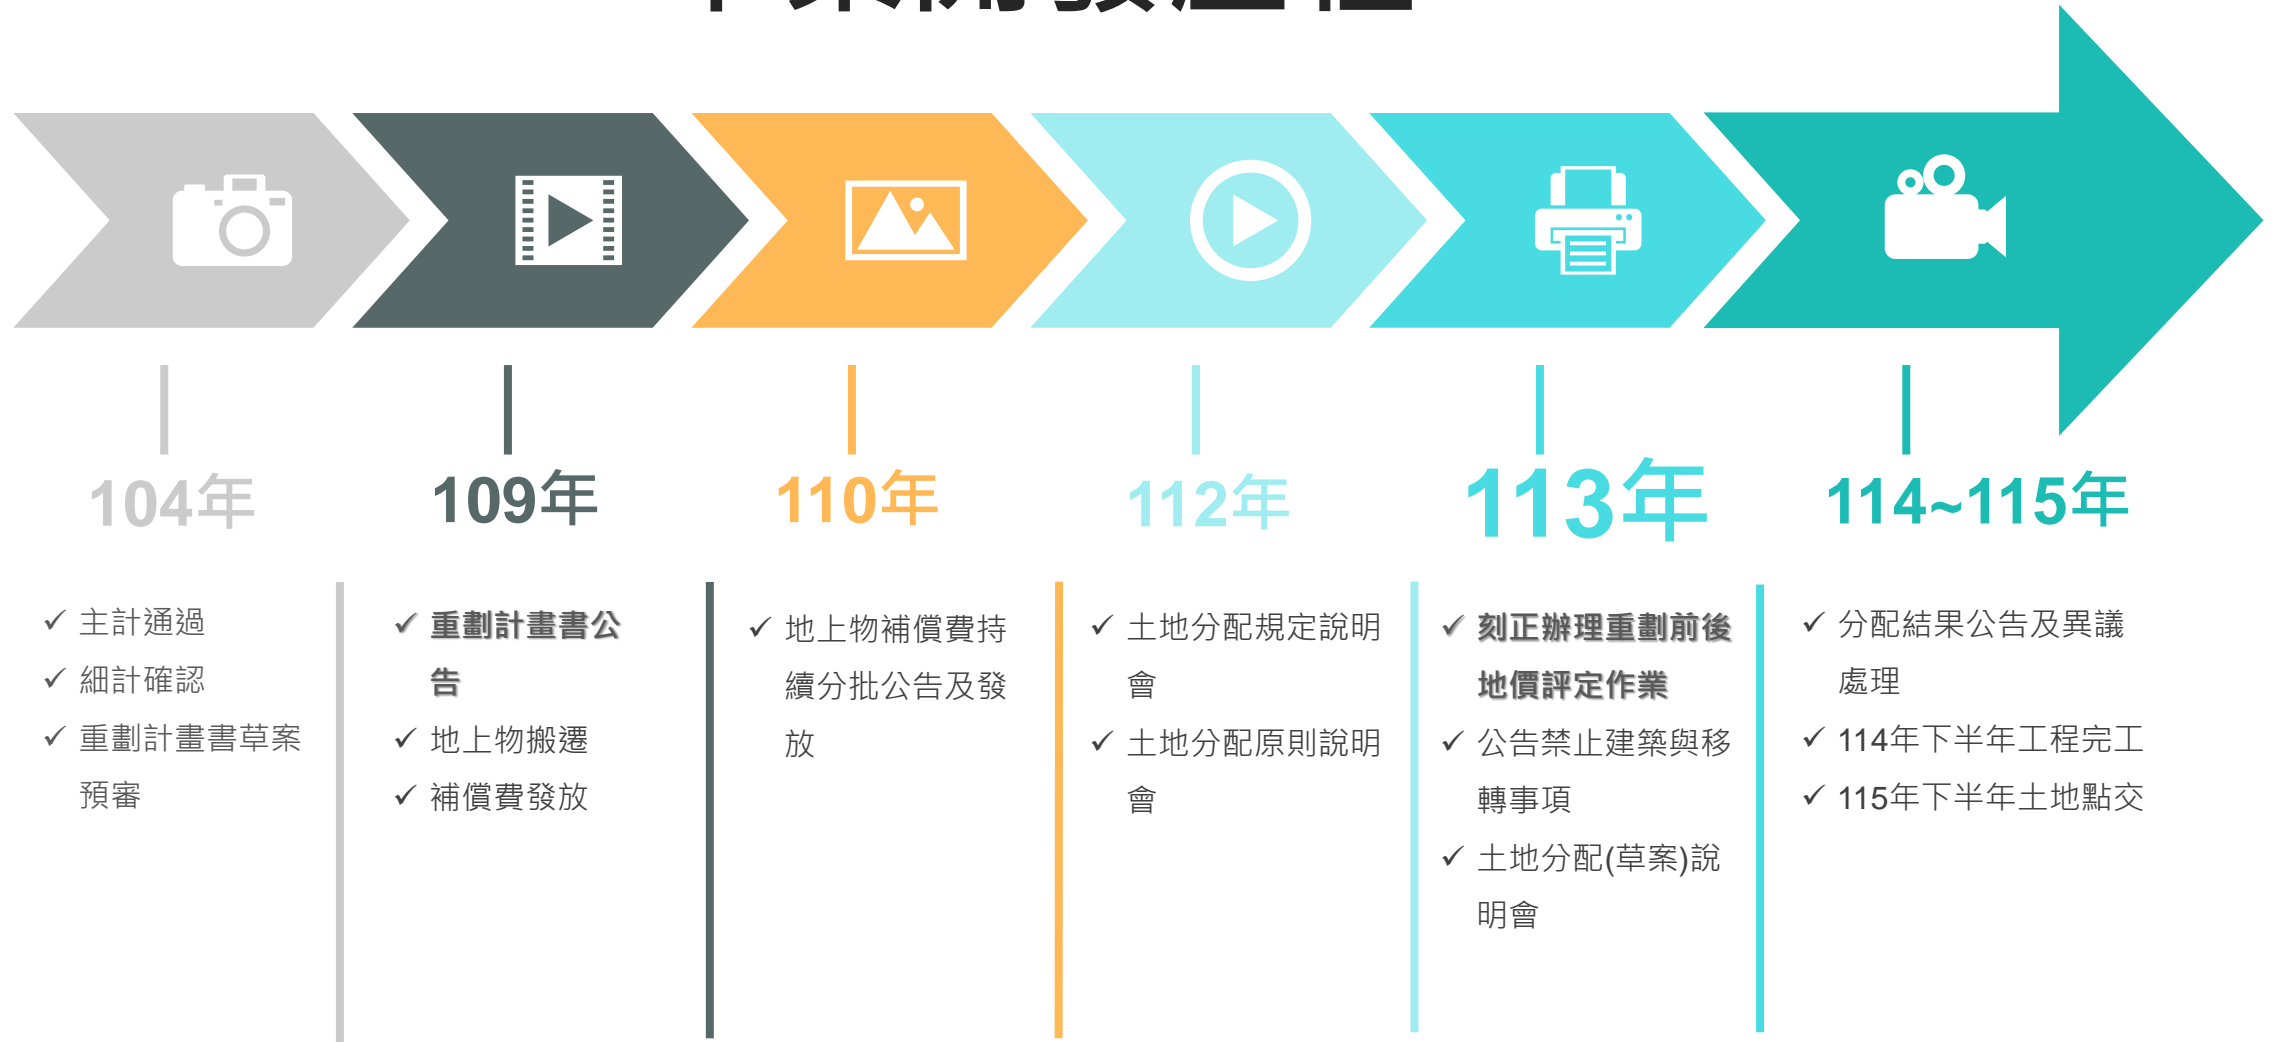 104年
主計通過
細計確認
重劃計畫書草案
預審
109年
重劃計畫書公
告
地上物搬遷
補償費發放
110年
地上物補償費持
續分批公告及發
放
112年
土地分配規定說明
會
土地分配原則說明
會
113年
刻正辦理重劃前後
地價評定作業
公告禁止建築與移
轉事項
土地分配(草案)說
明會
114~115年
分配結果公告及異議
處理
114年下半年工程完工
115年下半年土地點交